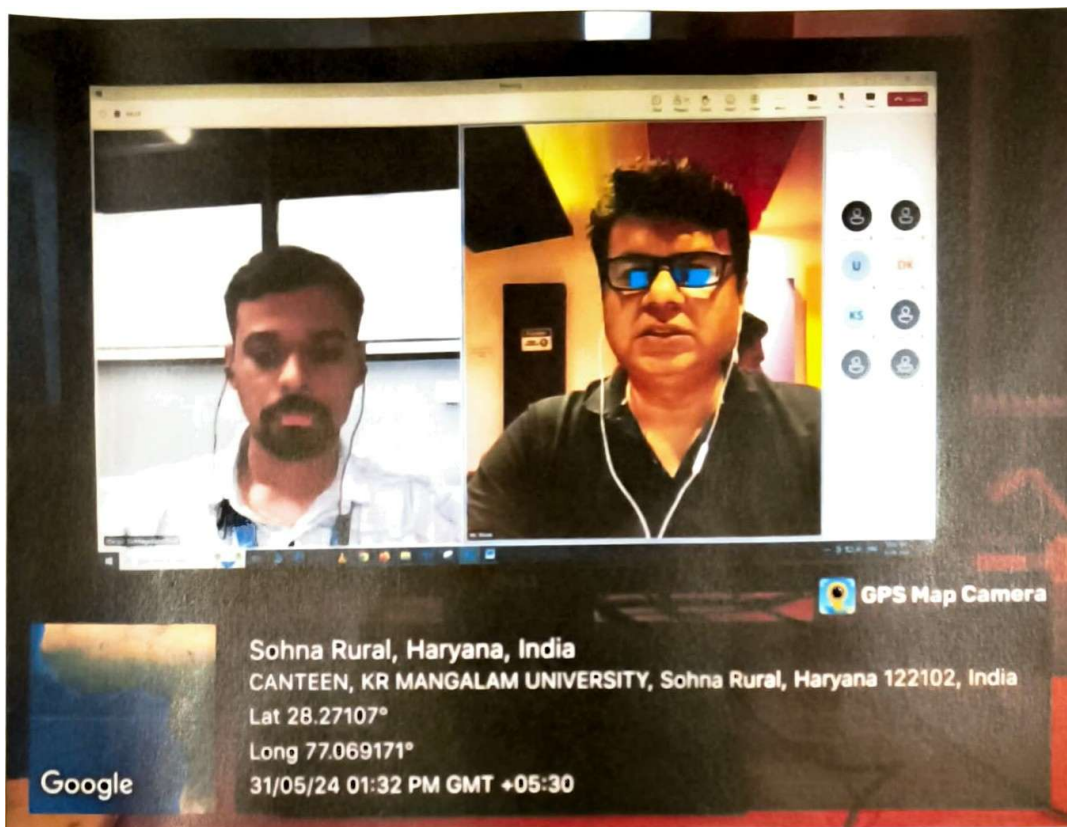 Meeting
U
DK
KS
GPS Map Camera
Sohna Rural, Haryana, India
CANTEEN, KR MANGALAM UNIVERSITY, Sohna Rural, Haryana 122102, India
Lat 28.27107°
Long 77.069171°
31/05/24 01:32 PM GMT +05:30
Google